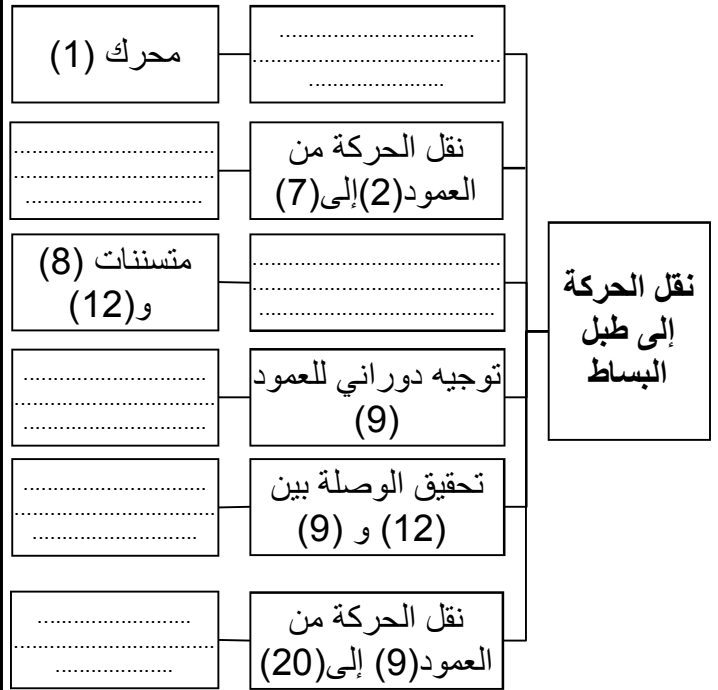 محرك (1)
نقل الحركة من
العمود(2)إلى(7)
متسننات (8)
و(12)
نقل الحركة
إلى طبل
البساط
توجيه دوراني للعمود
(9)
تحقيق الوصلة بين
(12) و (9)
نقل الحركة من
العمود(9) إلى(20)